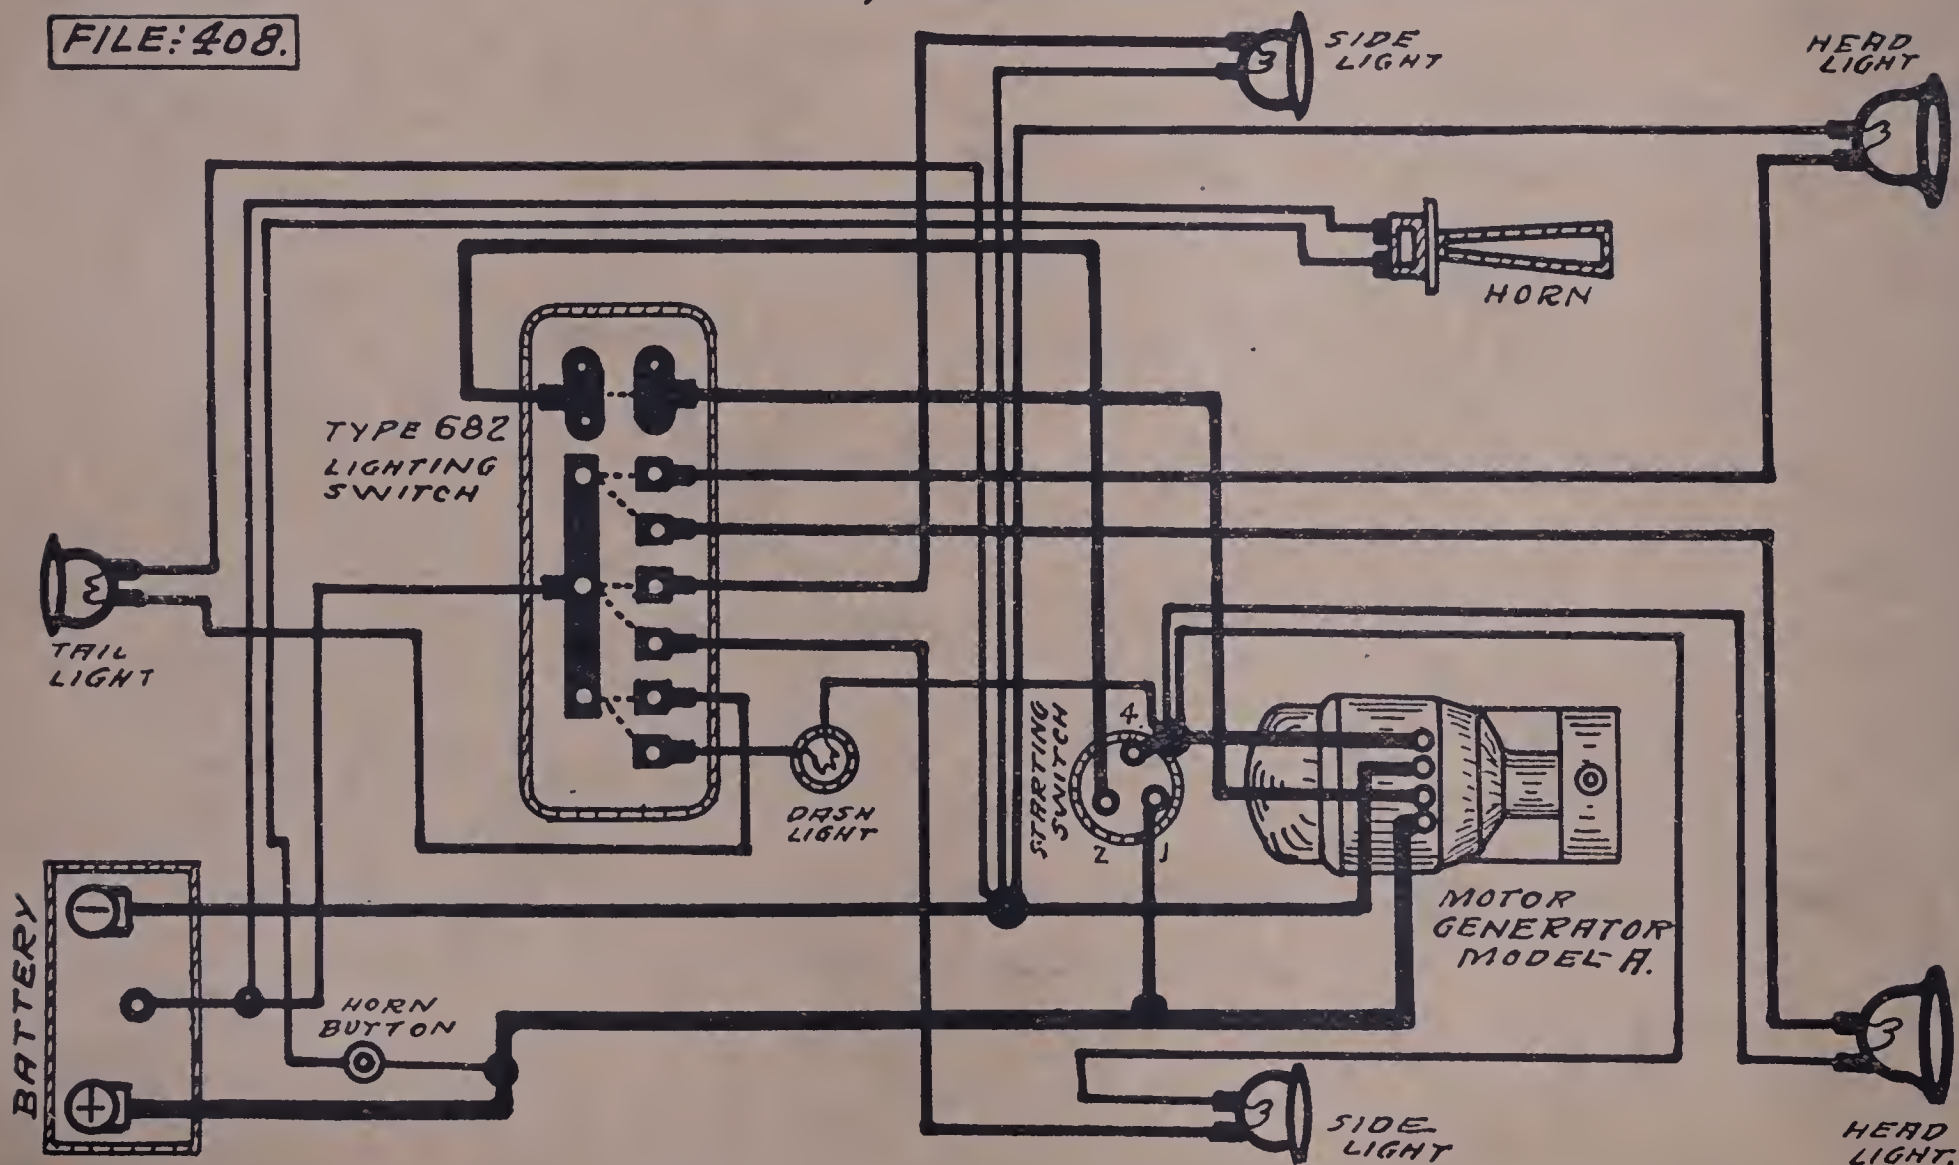 FILE: 408.
SIDE
LIGHT
HEAD
LIGHT
HORN
TYPE 682
LIGHTING
SWITCH
TAIL
LIGHT
STARTING
SWITCH
4.
2
1
DASH
LIGHT
MOTOR
GENERATOR
MODEL-A.
BATTERY
HORN
BUTTON
SIDE
LIGHT
HEAD
LIGHT.